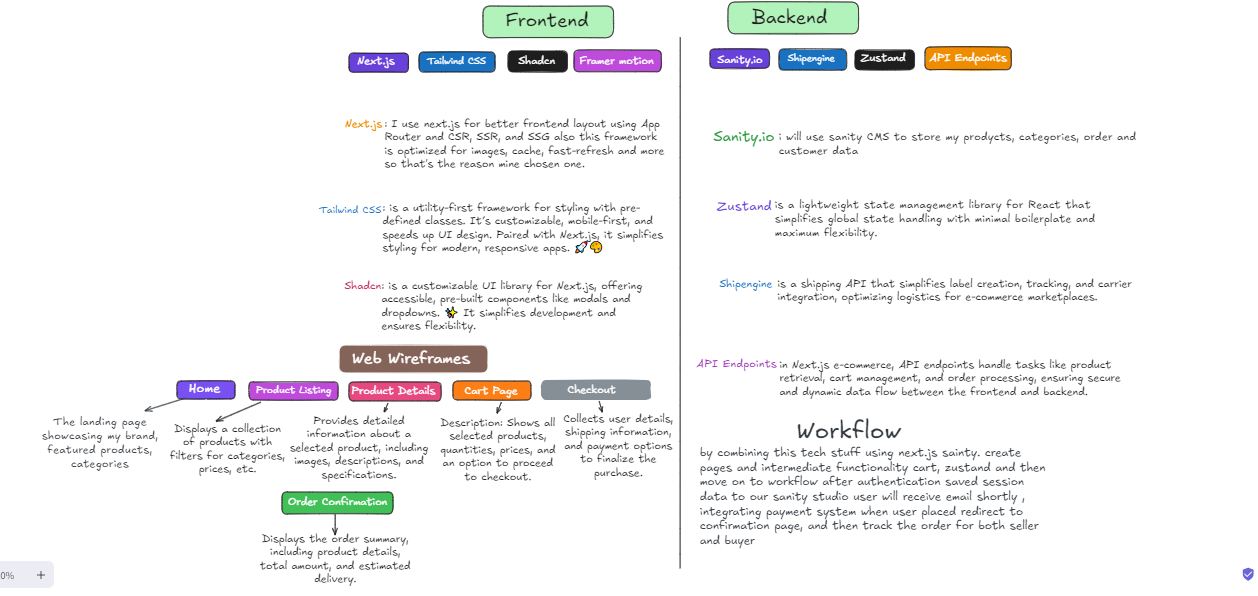 Frontend
Next.js
Tailwind CSS
Shadcn
Framer motion
Next.js : I use next.js for better frontend layout using App
Router and CSR, SSR, and SSG also this framework
is optimized for images, cache, fast-refresh and more
so that's the reason mine chosen one.
Tailwind CSS: is a utility-first framework for styling with pre-
defined classes. It's customizable, mobile-first, and
speeds up UI design. Paired with Next.js, it simplifies
styling for modern, responsive apps. 🚀🎨
Shadcn: is a customizable UI library for Next.js, offering
accessible, pre-built components like modals and
dropdowns. ✨ It simplifies development and
ensures flexibility.
Web Wireframes
Home
Product Listing
Product Details
Cart Page
Checkout
The landing page
showcasing my brand,
featured products,
categories
Displays a collection
of products with
filters for categories,
prices, etc.
Provides detailed
information about a
selected product, including
images, descriptions, and
specifications.
Description: Shows all
selected products,
quantities, prices, and
an option to proceed
to checkout.
Collects user details,
shipping information,
and payment options
to finalize the
purchase.
Order Confirmation
Displays the order summary,
including product details,
total amount, and estimated
delivery.
Backend
Sanity.io
Shipengine
Zustand
API Endpoints
Sanity.io : i will use sanity CMS to store my prodycts, categories, order and
customer data
Zustand is a lightweight state management library for React that
simplifies global state handling with minimal boilerplate and
maximum flexibility.
Shipengine is a shipping API that simplifies label creation, tracking, and carrier
integration, optimizing logistics for e-commerce marketplaces.
API Endpoints in Next.js e-commerce, API endpoints handle tasks like product
retrieval, cart management, and order processing, ensuring secure
and dynamic data flow between the frontend and backend.
Workflow
by combining this tech stuff using next.js sainty. create
pages and intermediate functionality cart, zustand and then
move on to workflow after authentication saved session
data to our sanity studio user will receive email shortly ,
integrating payment system when user placed redirect to
confirmation page, and then track the order for both seller
and buyer
0% +